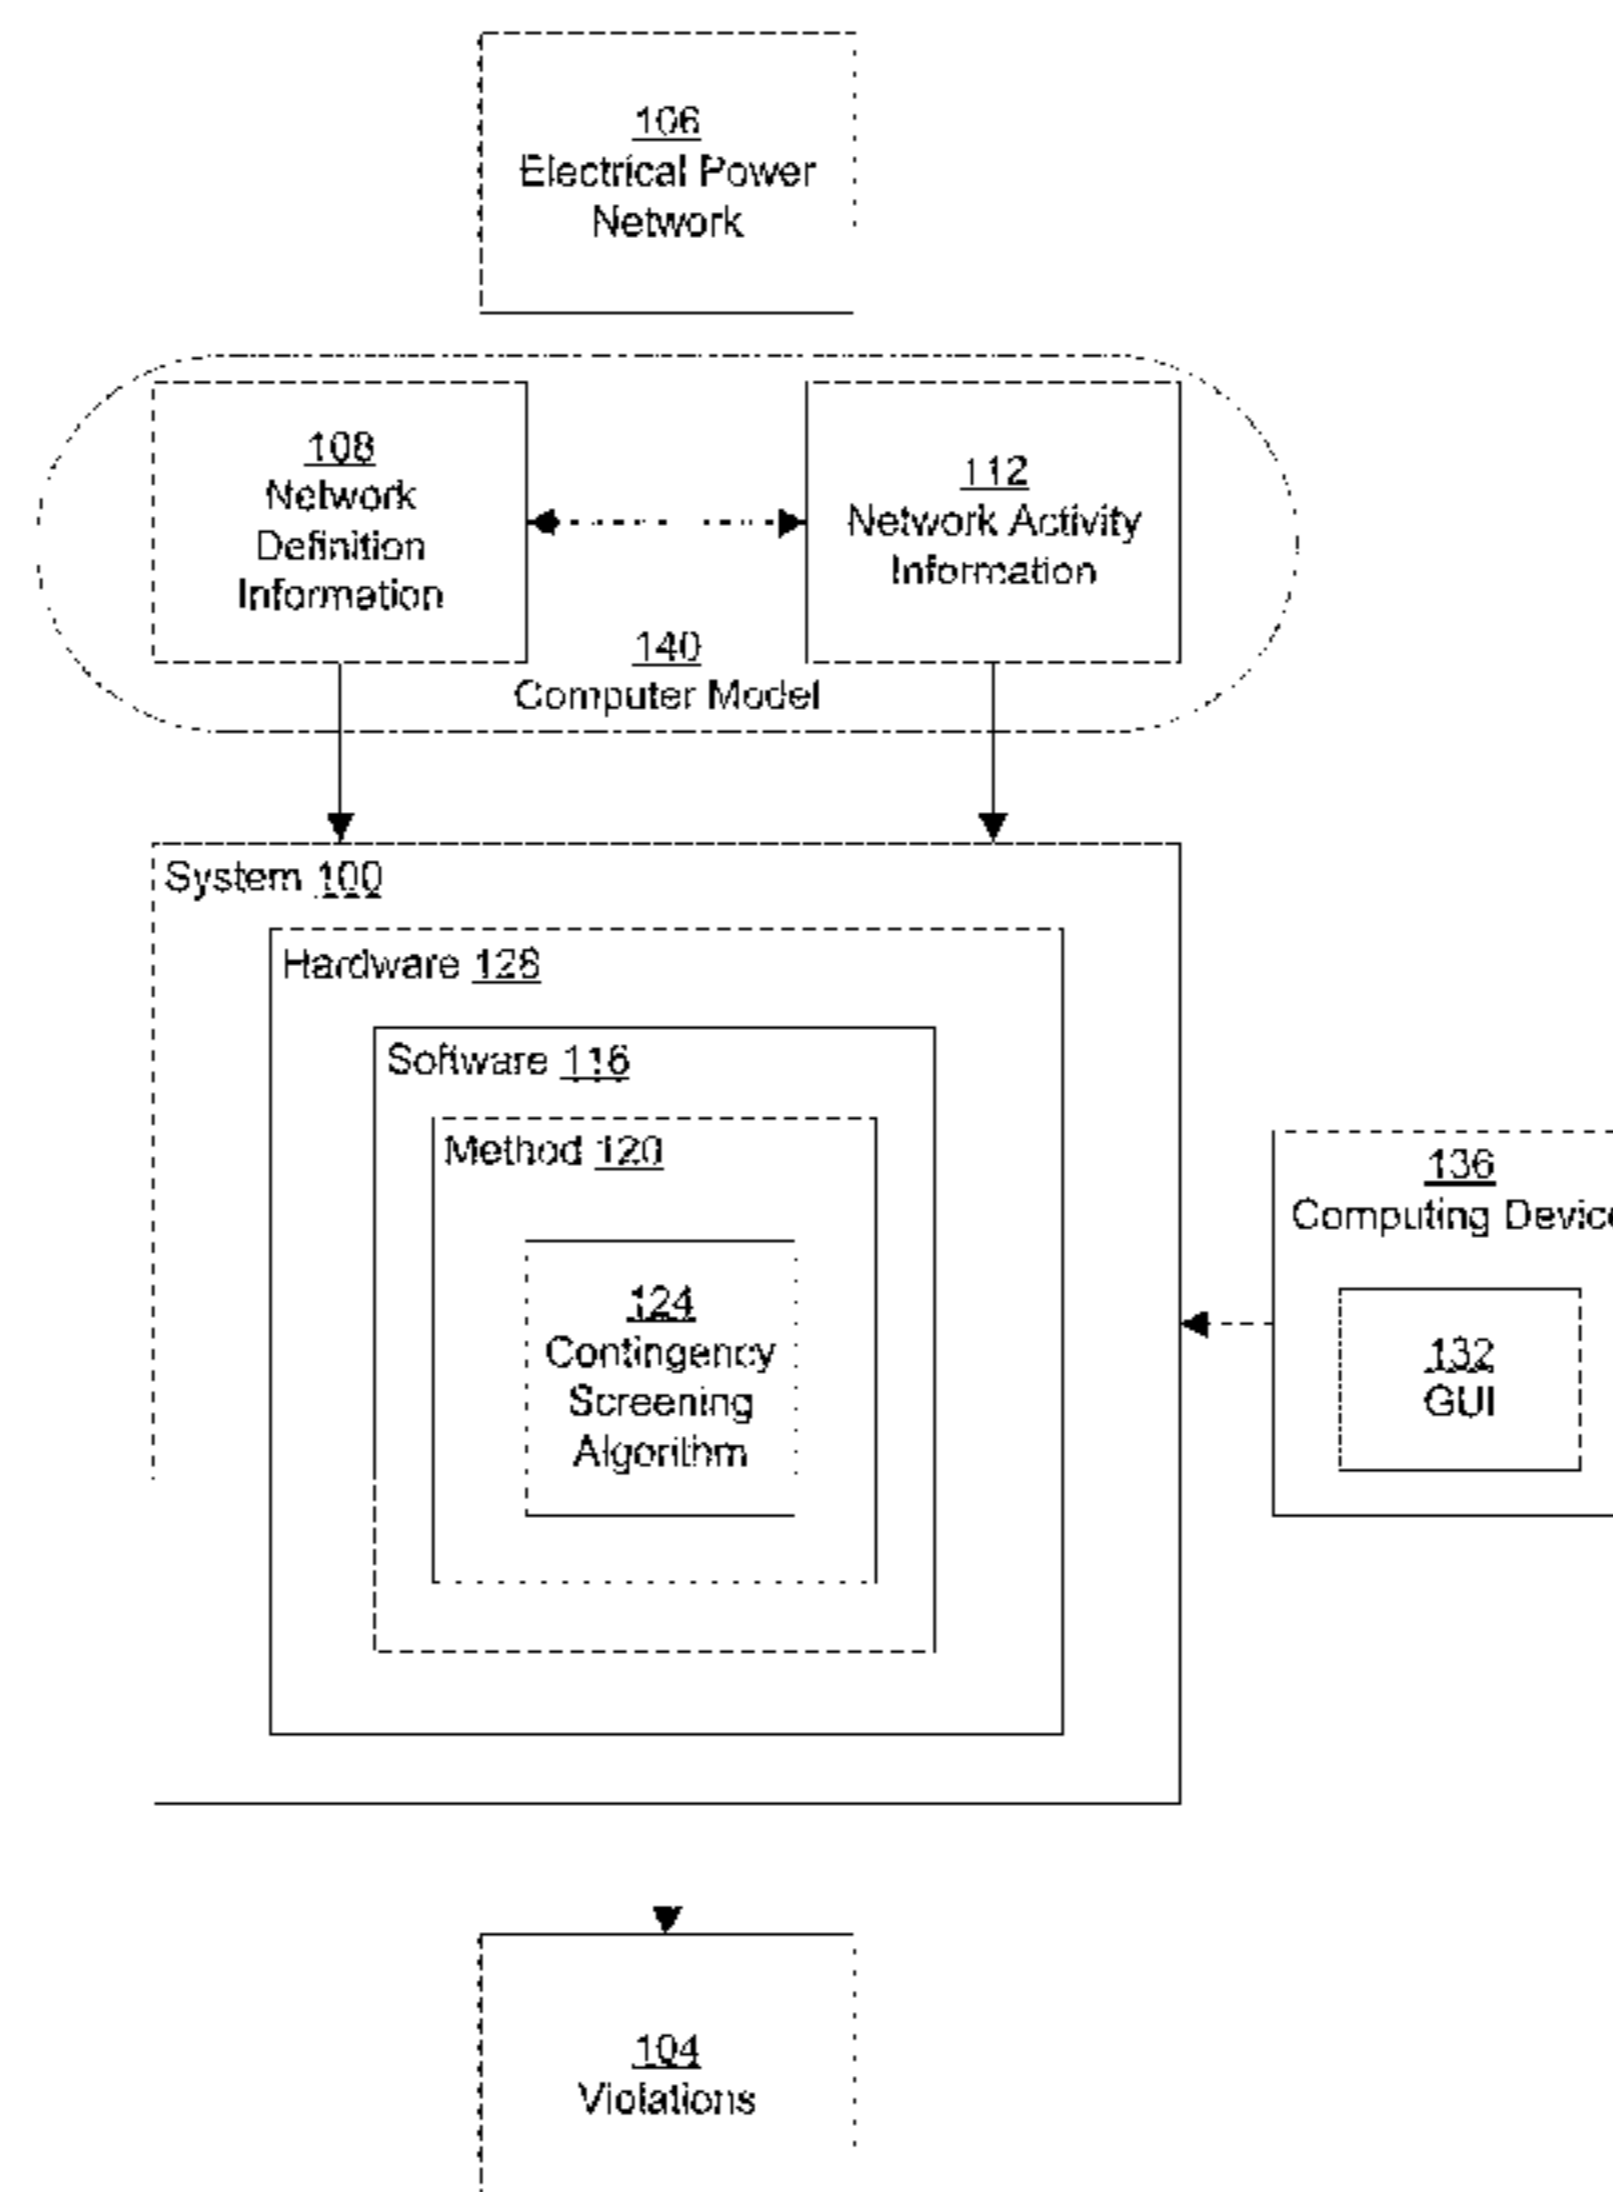 106
Electrical Power
Network
108
Network
Definition
Information
112
Network Activity
Information
140
Computer Model
System 100
Hardware 128
Software 116
Method 120
124
Contingency
Screening
Algorithm
136
Computing Device
132
GUI
104
Violations